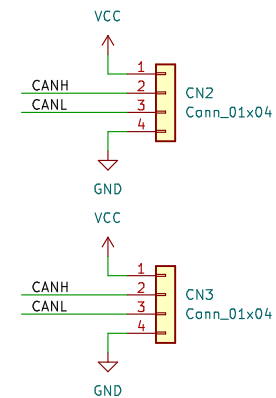 VCC
1
CANH 2 CN2
CANL 3 Conn_01x04
4
GND
VCC
1
CANH 2 CN3
CANL 3 Conn_01x04
4
GND